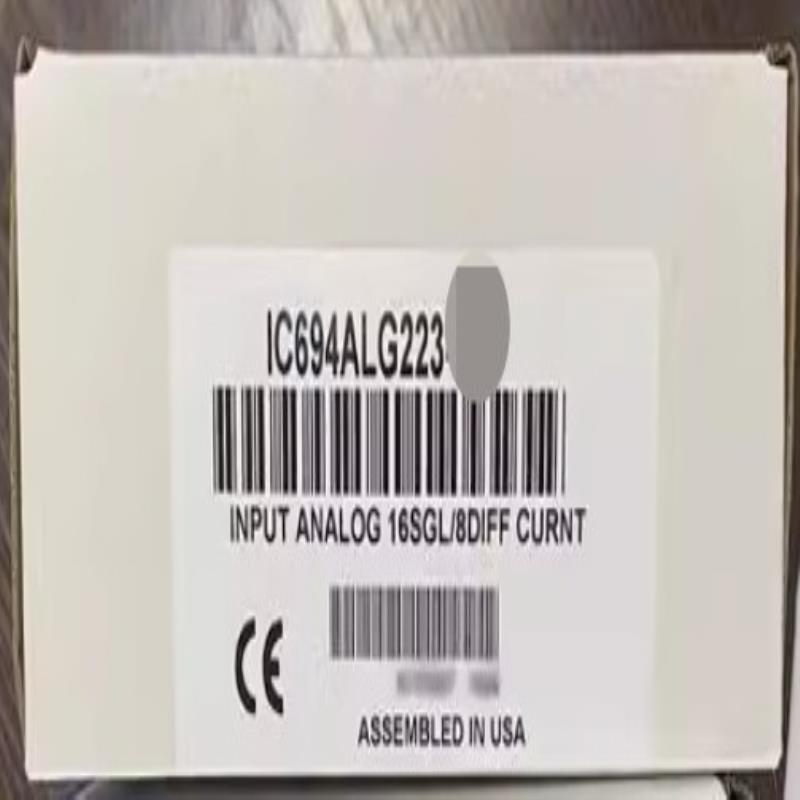 IC694ALG223
INPUT ANALOG 16SGL/8DIFF CURNT
CE
ASSEMBLED IN USA